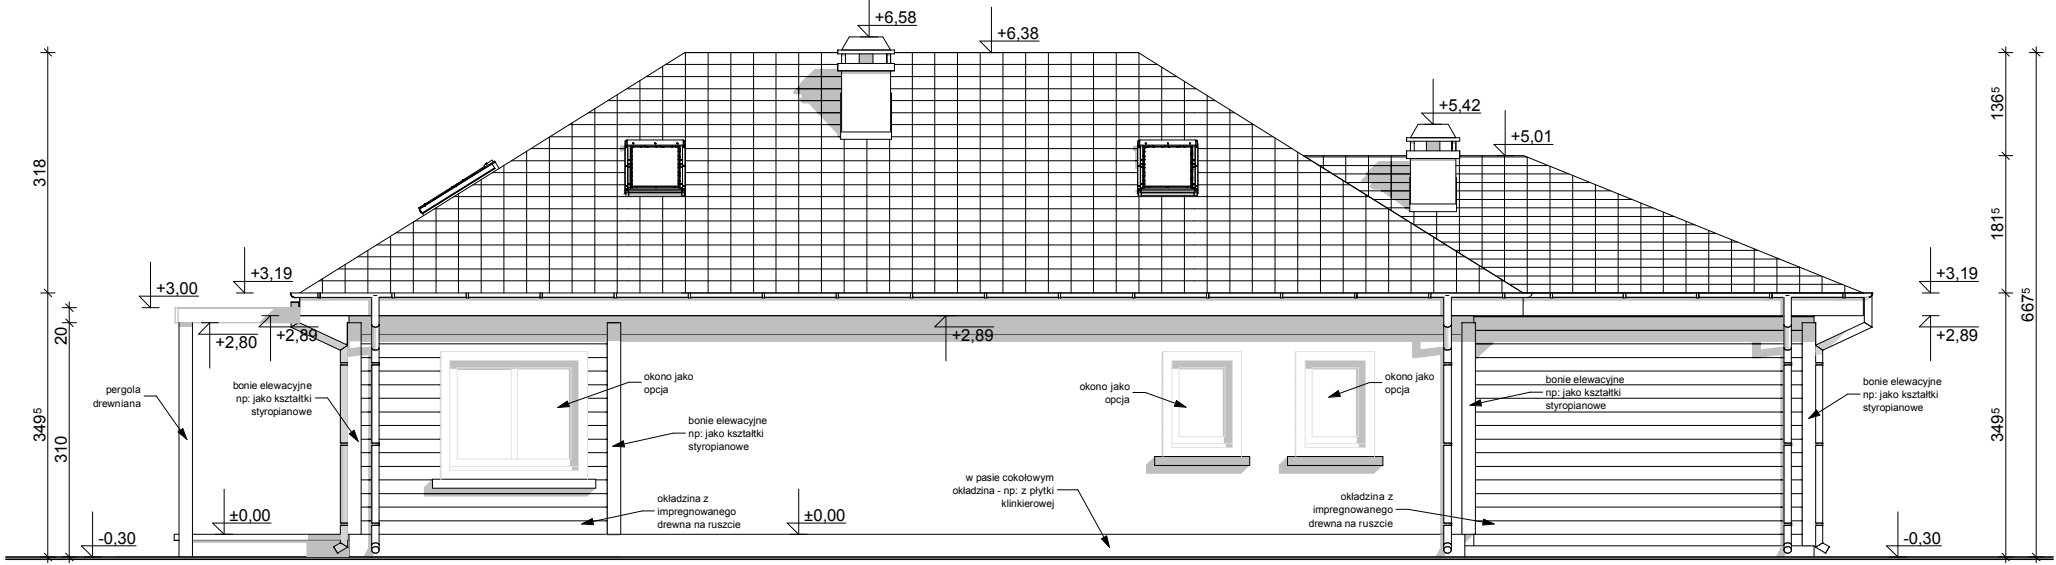 +6,58
+6,38
+5,42
+5,01
318
136⁵
181⁵
667⁵
+3,19
+3,00
+3,19
20
+2,80
+2,89
+2,89
+2,89
349⁵
310
349⁵
pergola
drewniana
bonie elewacyjne
np: jako kształtki
styropianowe
okono jako
opcja
bonie elewacyjne
np: jako kształtki
styropianowe
okono jako
opcja
okono jako
opcja
bonie elewacyjne
np: jako kształtki
styropianowe
bonie elewacyjne
np: jako kształtki
styropianowe
okładzina z
impregnowanego
drewna na ruszcie
w pasie cokołowym
okładzina - np: z płytki
klinkierowej
okładzina z
impregnowanego
drewna na ruszcie
±0,00
±0,00
-0,30
-0,30